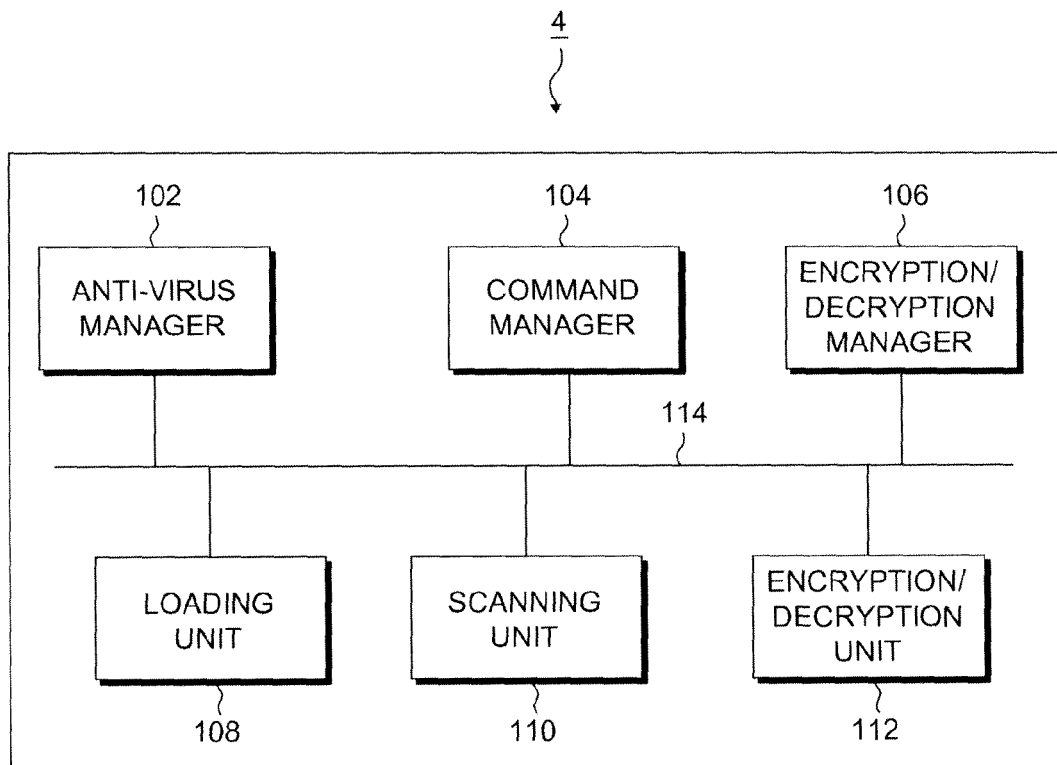 4
102
104
106
ANTI-VIRUS
MANAGER
COMMAND
MANAGER
ENCRYPTION/
DECRYPTION
MANAGER
114
LOADING
UNIT
SCANNING
UNIT
ENCRYPTION/
DECRYPTION
UNIT
108
110
112